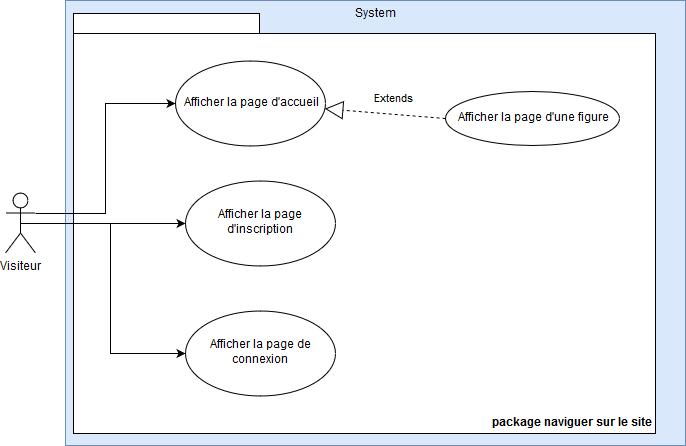 System
Afficher la page d'accueil
Extends
Afficher la page d'une figure
Afficher la page
d'inscription
Visiteur
Afficher la page de
connexion
package naviguer sur le site